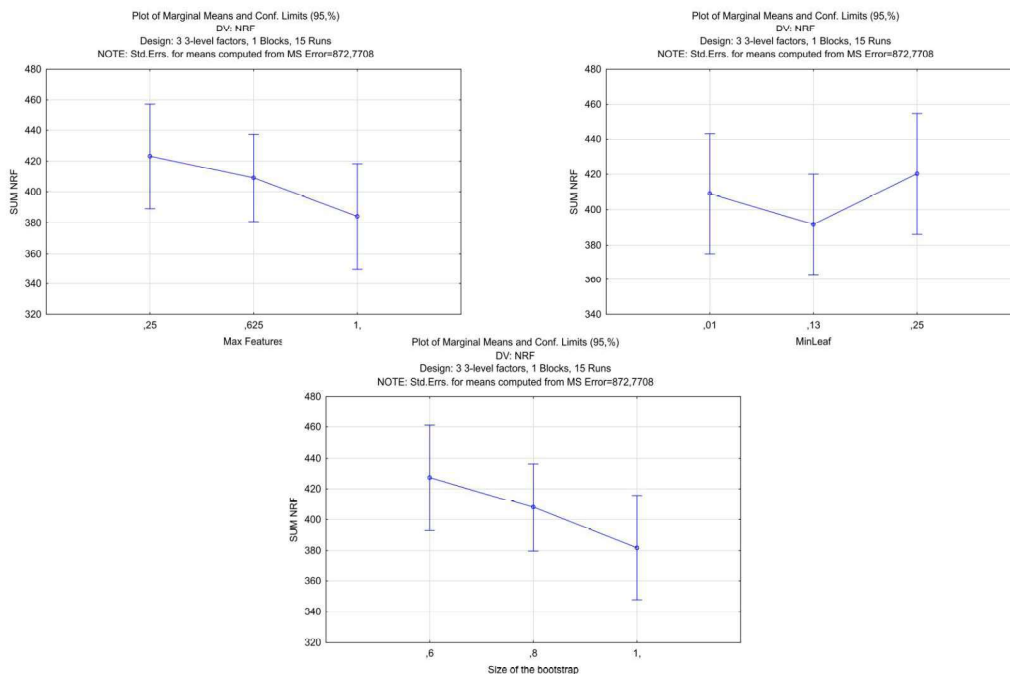 Plot of Marginal Means and Conf. Limits (95,%)
DV: NRF
Design: 3 3-level factors, 1 Blocks, 15 Runs
NOTE: Std.Errs. for means computed from MS Error=872,7708
480
460
440
420
400
380
360
340
320
SUM NRF
,25
,625
1,
Max Features
Plot of Marginal Means and Conf. Limits (95,%)
DV: NRF
Design: 3 3-level factors, 1 Blocks, 15 Runs
NOTE: Std.Errs. for means computed from MS Error=872,7708
480
460
440
420
400
380
360
340
SUM NRF
,01
,13
,25
MinLeaf
Plot of Marginal Means and Conf. Limits (95,%)
DV: NRF
Design: 3 3-level factors, 1 Blocks, 15 Runs
NOTE: Std.Errs. for means computed from MS Error=872,7708
480
460
440
420
400
380
360
340
320
SUM NRF
,6
,8
1,
Size of the bootstrap